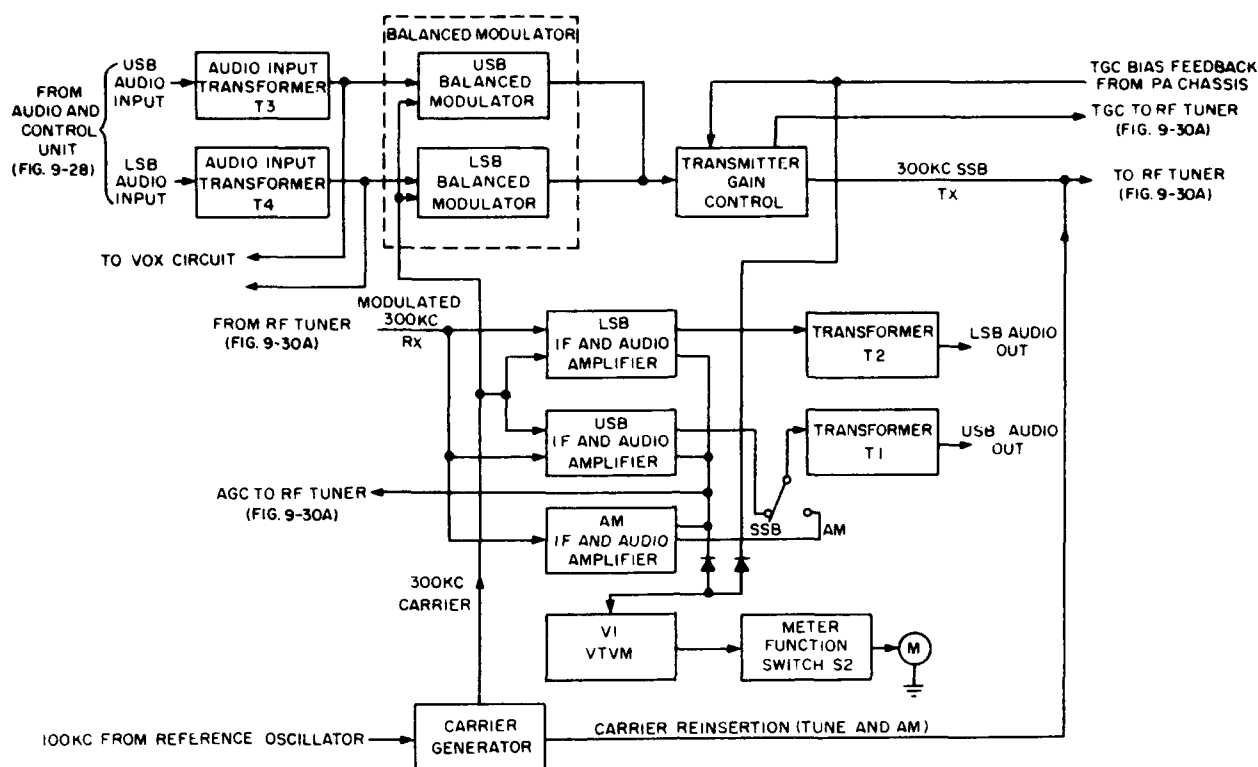 BALANCED MODULATOR
FROM
AUDIO AND
CONTROL
UNIT
(FIG. 9-28)
USB
AUDIO
INPUT
AUDIO INPUT
TRANSFORMER
T3
USB
BALANCED
MODULATOR
TGC BIAS FEEDBACK
FROM PA CHASSIS
TGC TO RF TUNER
(FIG. 9-30A)
LSB
AUDIO
INPUT
AUDIO INPUT
TRANSFORMER
T4
LSB
BALANCED
MODULATOR
TRANSMITTER
GAIN
CONTROL
300KC SSB
TX
TO RF TUNER
(FIG. 9-30A)
TO VOX CIRCUIT
FROM RF TUNER
(FIG. 9-30A)
MODULATED
300KC
RX
LSB
IF AND AUDIO
AMPLIFIER
TRANSFORMER
T2
LSB AUDIO
OUT
USB
IF AND AUDIO
AMPLIFIER
TRANSFORMER
T1
USB AUDIO
OUT
AGC TO RF TUNER
(FIG. 9-30A)
AM
IF AND AUDIO
AMPLIFIER
SSB
AM
300KC
CARRIER
V1
VTVM
METER
FUNCTION
SWITCH S2
M
100KC FROM REFERENCE OSCILLATOR
CARRIER
GENERATOR
CARRIER REINSERTION (TUNE AND AM)